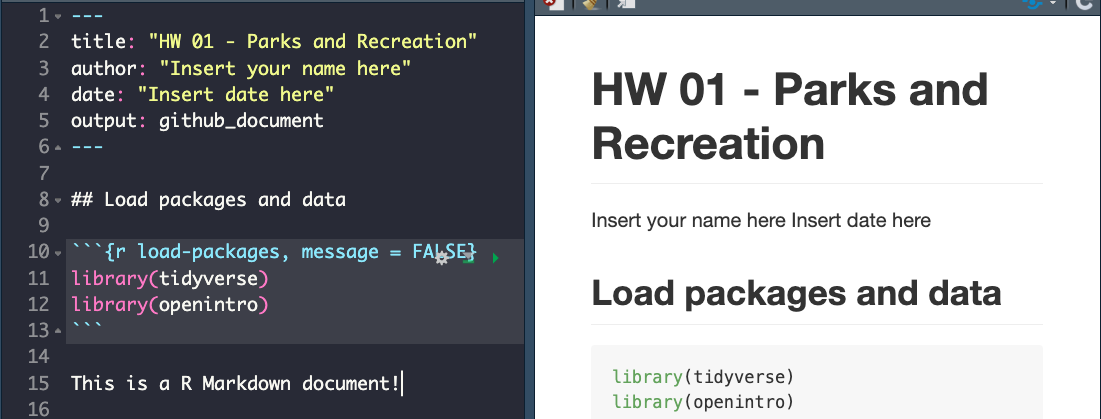 1 ---
2 title: "HW 01 - Parks and Recreation"
3 author: "Insert your name here"
4 date: "Insert date here"
5 output: github_document
6 ---
7
8 ## Load packages and data
9
10 ```{r load-packages, message = FALSE}
11 library(tidyverse)
12 library(openintro)
13 ```
14
15 This is a R Markdown document!
16
HW 01 - Parks and
Recreation
Insert your name here Insert date here
Load packages and data
library(tidyverse)
library(openintro)